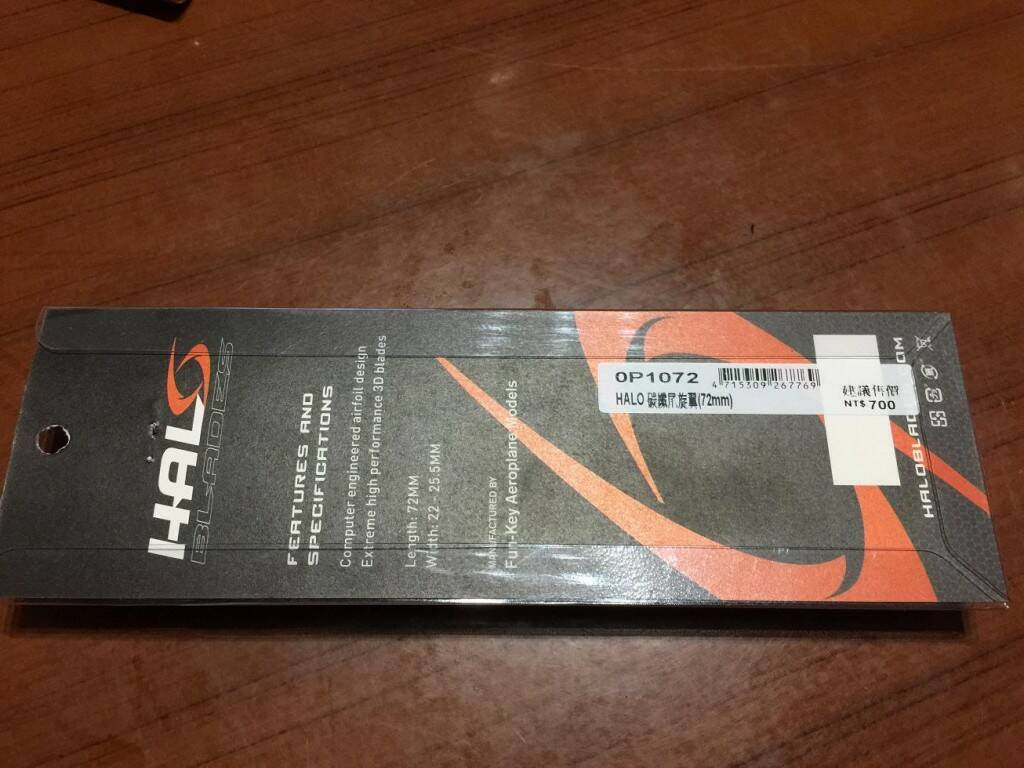 HALO
BLADES
FEATURES AND
SPECIFICATIONS
Computer engineered airfoil design
Extreme high performance 3D blades
Length: 72MM
Width: 22 - 25.5MM
MANUFACTURED BY
Fun-Key Aeroplane Models
OP1072
4 715309 267769
HALO 碳纖尾旋翼(72mm)
建議售價
NT$ 700